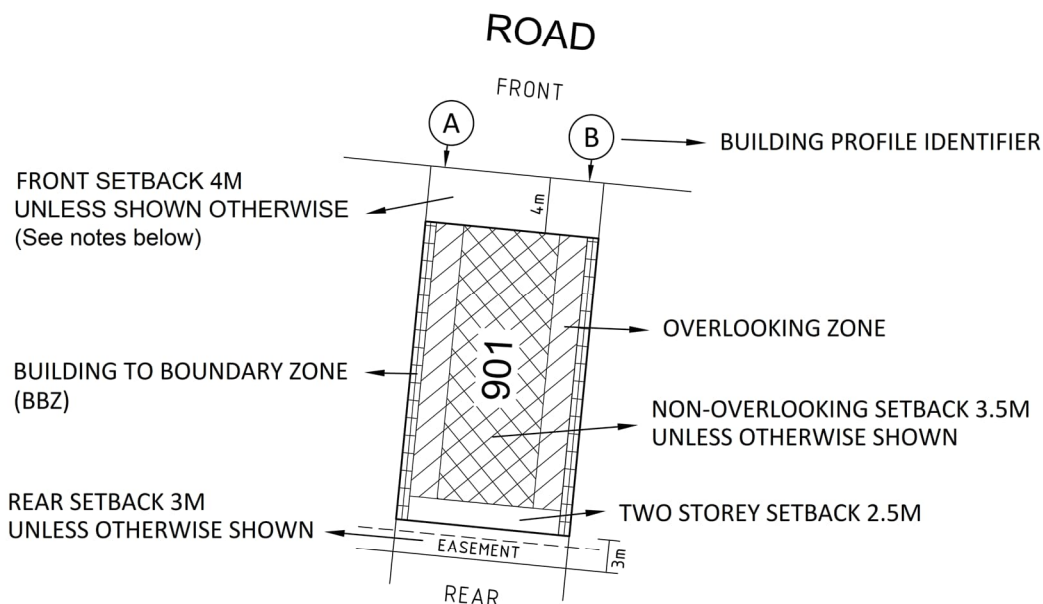 ROAD
FRONT
A
B
BUILDING PROFILE IDENTIFIER
FRONT SETBACK 4M
UNLESS SHOWN OTHERWISE
(See notes below)
4m
OVERLOOKING ZONE
901
BUILDING TO BOUNDARY ZONE
(BBZ)
NON-OVERLOOKING SETBACK 3.5M
UNLESS OTHERWISE SHOWN
REAR SETBACK 3M
UNLESS OTHERWISE SHOWN
TWO STOREY SETBACK 2.5M
EASEMENT
3m
REAR